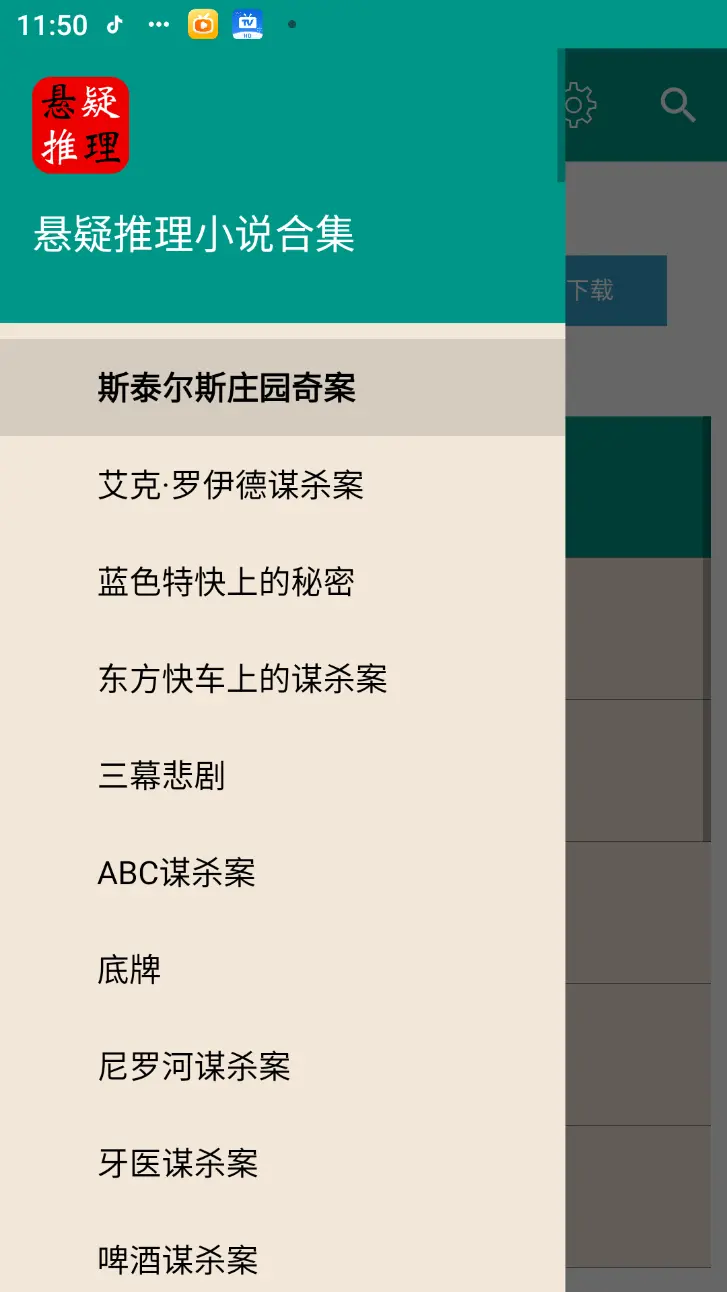 11:50
TV
HD
悬疑
推理
悬疑推理小说合集
下载
斯泰尔斯庄园奇案
艾克·罗伊德谋杀案
蓝色特快上的秘密
东方快车上的谋杀案
三幕悲剧
ABC谋杀案
底牌
尼罗河谋杀案
牙医谋杀案
啤酒谋杀案